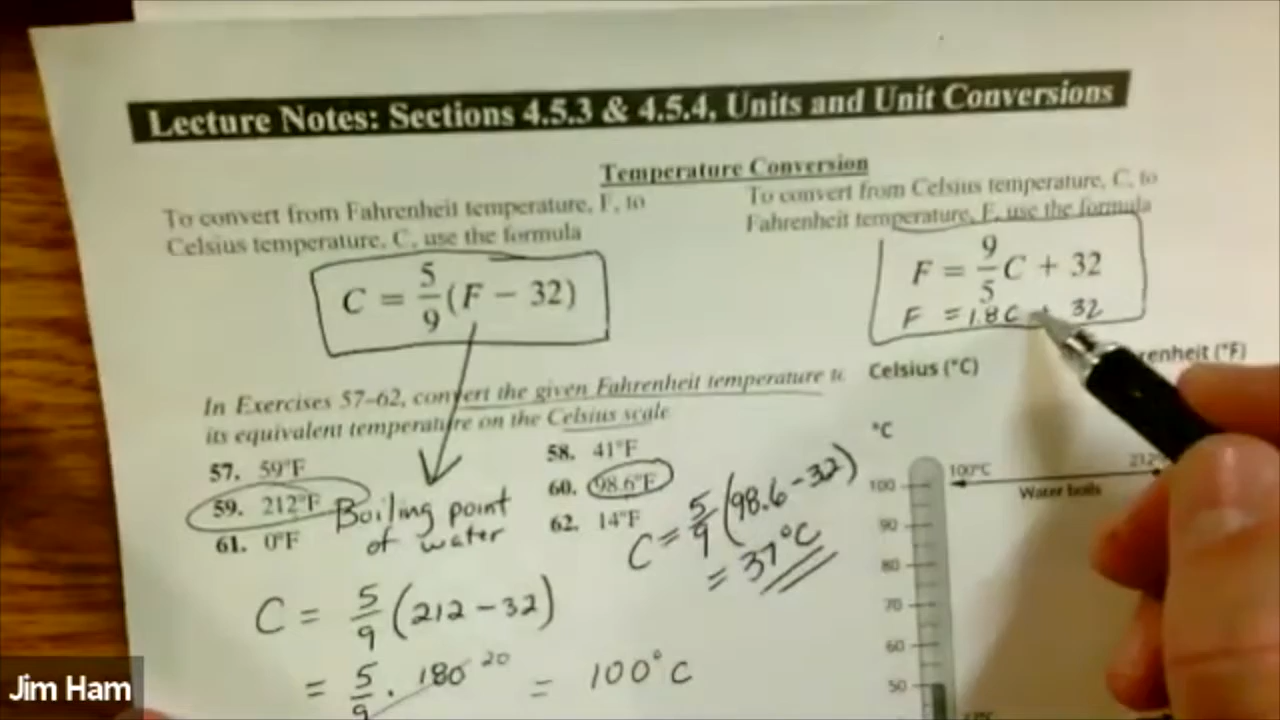 Lecture Notes: Sections 4.5.3 & 4.5.4, Units and Unit Conversions
Temperature Conversion
To convert from Fahrenheit temperature, F, to
Celsius temperature, C, use the formula
C = 5/9 (F − 32)
To convert from Celsius temperature, C, to
Fahrenheit temperature, F, use the formula
F = 9/5 C + 32
F = 1.8C + 32
In Exercises 57–62, convert the given Fahrenheit temperature
its equivalent temperature on the Celsius scale
57. 59°F
58. 41°F
59. 212°F
60. 98.6°F
61. 0°F
62. 14°F
Boiling point
of water
C = 5/9 (98.6 − 32)
= 37°C
C = 5/9 (212 − 32)
= 5/9 · 180 20 = 100°C
Celsius (°C)
renheit (°F)
°C
100°C
212°
Water boils
100
90
80
70
60
50
Jim Ham